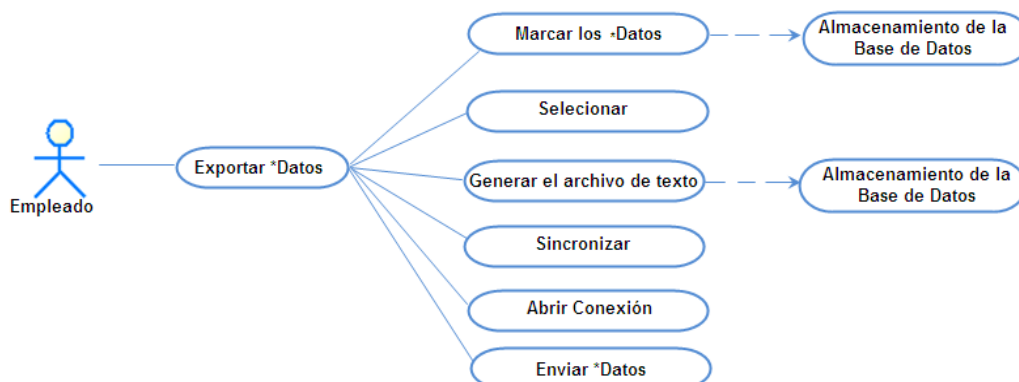 Marcar los *Datos
Almacenamiento de la
Base de Datos
Selecionar
Exportar *Datos
Generar el archivo de texto
Almacenamiento de la
Base de Datos
Empleado
Sincronizar
Abrir Conexión
Enviar *Datos